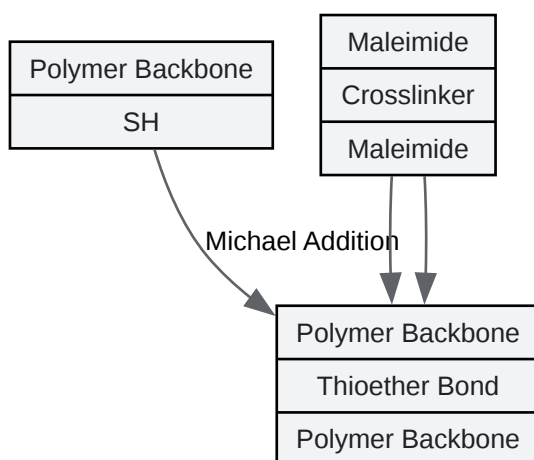 Polymer Backbone
SH
Maleimide
Crosslinker
Maleimide
Michael Addition
Polymer Backbone
Thioether Bond
Polymer Backbone